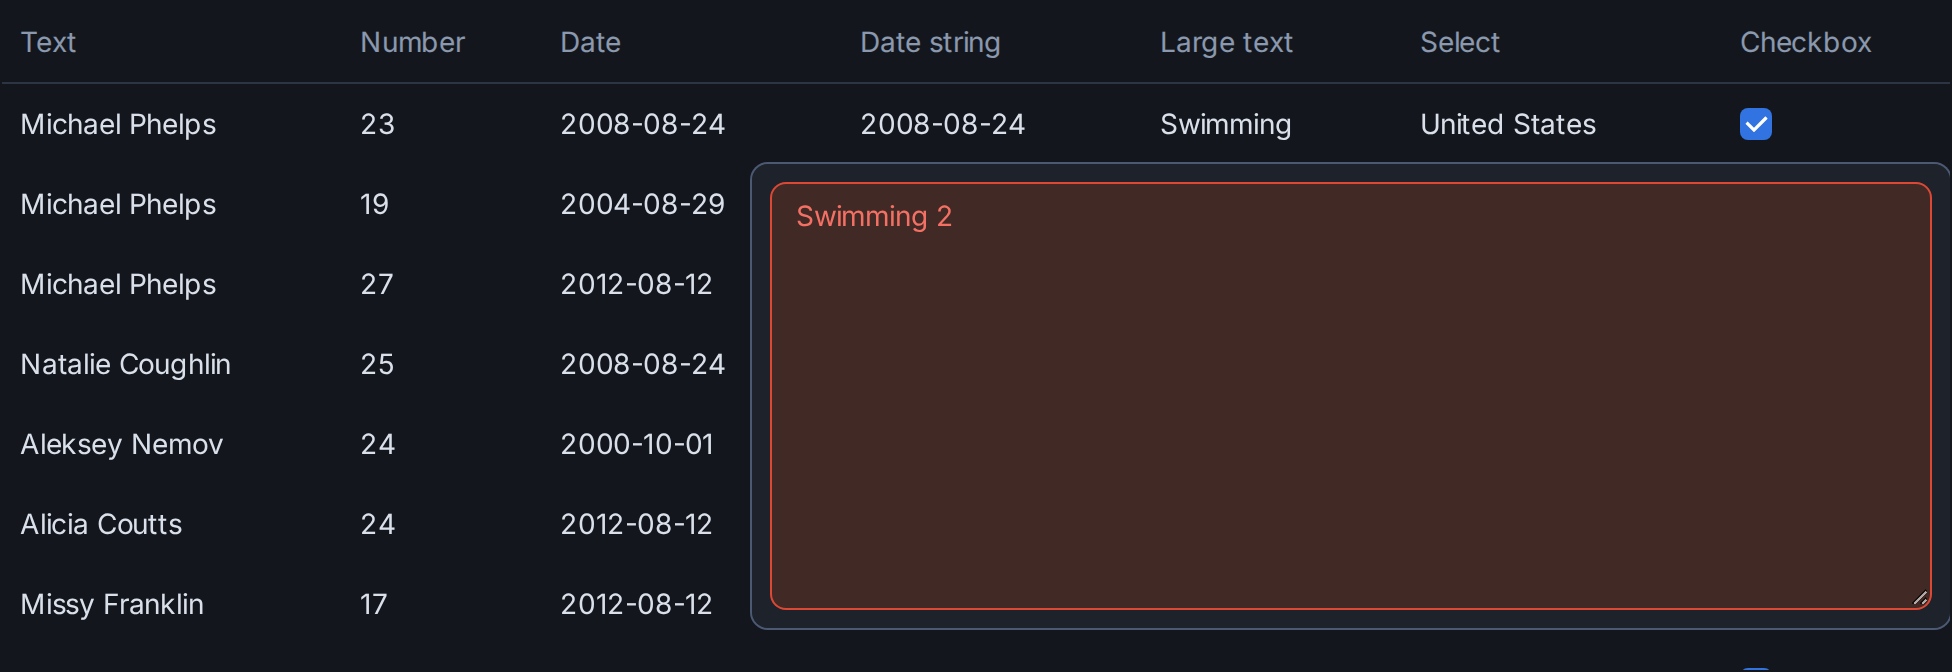 Text Number Date Date string Large text Select Checkbox
Michael Phelps 23 2008-08-24 2008-08-24 Swimming United States
Michael Phelps 19 2004-08-29 Swimming 2
Michael Phelps 27 2012-08-12
Natalie Coughlin 25 2008-08-24
Aleksey Nemov 24 2000-10-01
Alicia Coutts 24 2012-08-12
Missy Franklin 17 2012-08-12